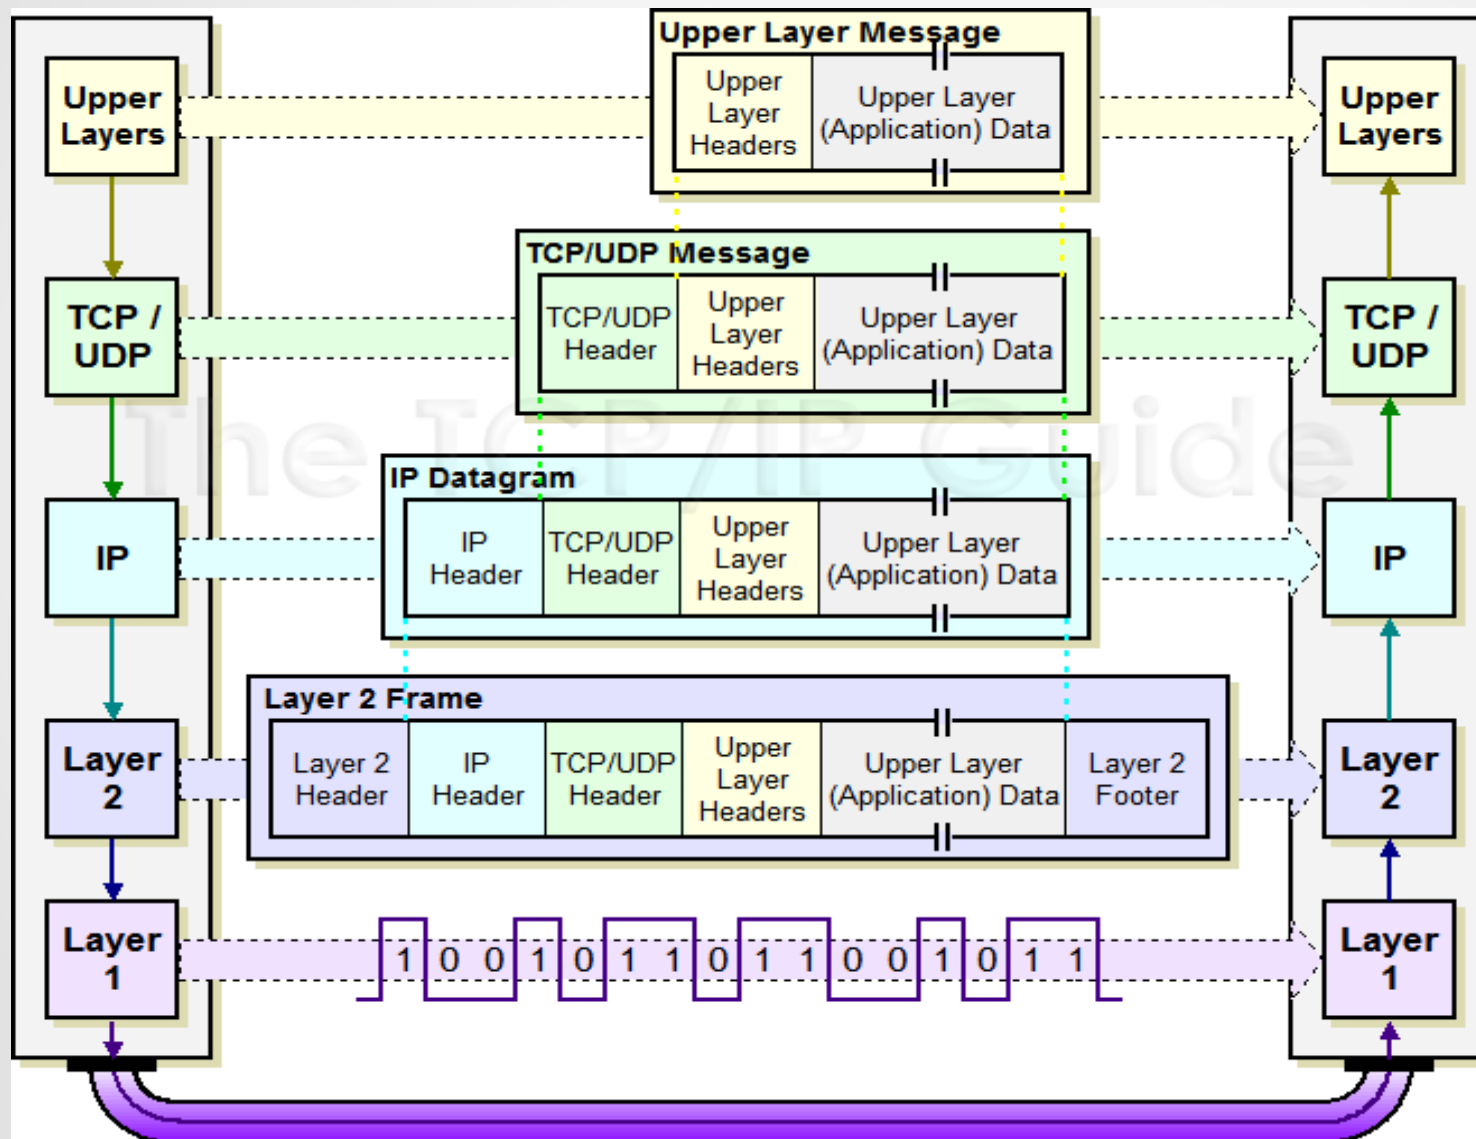 Upper Layer Message
Upper
Layers
Upper
Layer
Headers
Upper Layer
(Application) Data
Upper
Layers
TCP/UDP Message
TCP /
UDP
TCP/UDP
Header
Upper
Layer
Headers
Upper Layer
(Application) Data
TCP /
UDP
The TCP/IP Guide
IP Datagram
IP
IP
Header
TCP/UDP
Header
Upper
Layer
Headers
Upper Layer
(Application) Data
IP
Layer 2 Frame
Layer
2
Layer 2
Header
IP
Header
TCP/UDP
Header
Upper
Layer
Headers
Upper Layer
(Application) Data
Layer 2
Footer
Layer
2
Layer
1
1 0 0 1 0 1 1 0 1 1 0 0 1 0 1 1
Layer
1